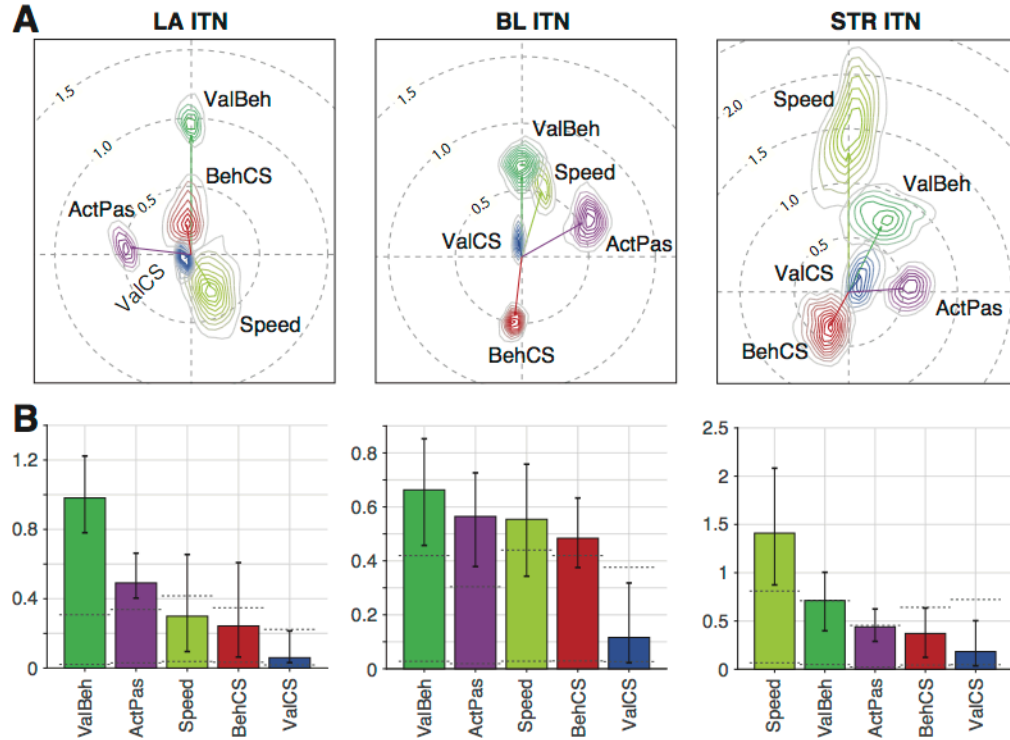 A
LA ITN
BL ITN
STR ITN
1.5
1.0
0.5
ValBeh
BehCS
ActPas
ValCS
Speed
1.5
1.0
0.5
ValBeh
Speed
ValCS
ActPas
BehCS
2.0
1.5
1.0
0.5
Speed
ValBeh
ValCS
ActPas
BehCS
B
1.2
0.8
0.4
0
ValBeh
ActPas
Speed
BehCS
ValCS
0.8
0.6
0.4
0.2
0
ValBeh
ActPas
Speed
BehCS
ValCS
2.5
2
1.5
1
0.5
0
Speed
ValBeh
ActPas
BehCS
ValCS